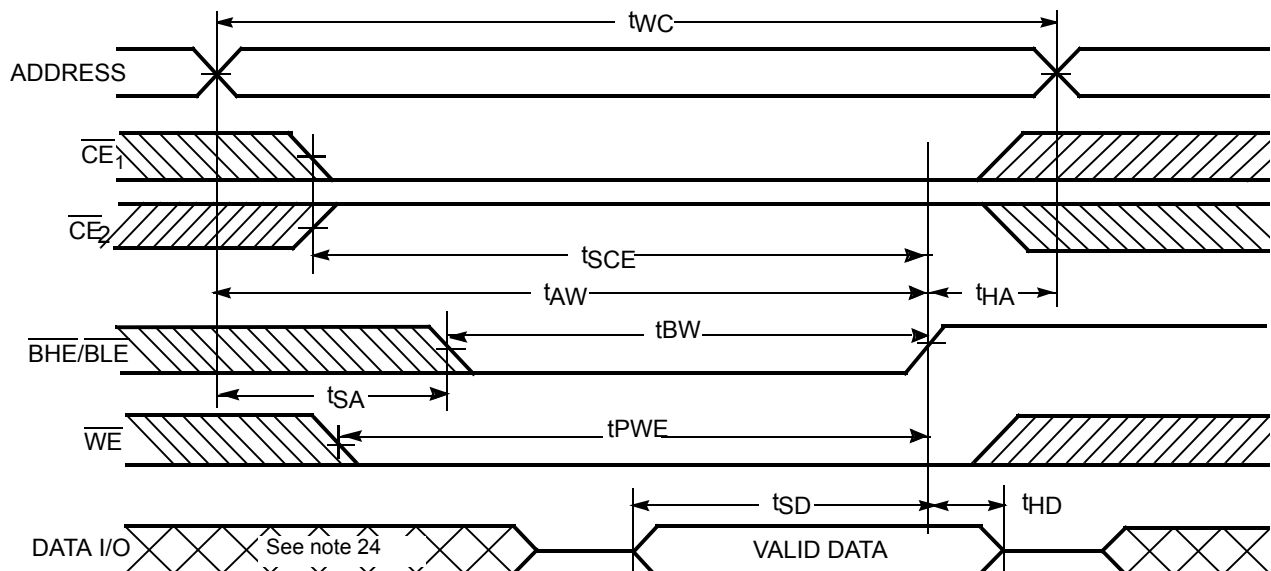 tWC
ADDRESS
CE1
CE2
tSCE
tAW
tHA
tBW
BHE/BLE
tSA
tPWE
WE
tSD
tHD
DATA I/O
See note 24
VALID DATA